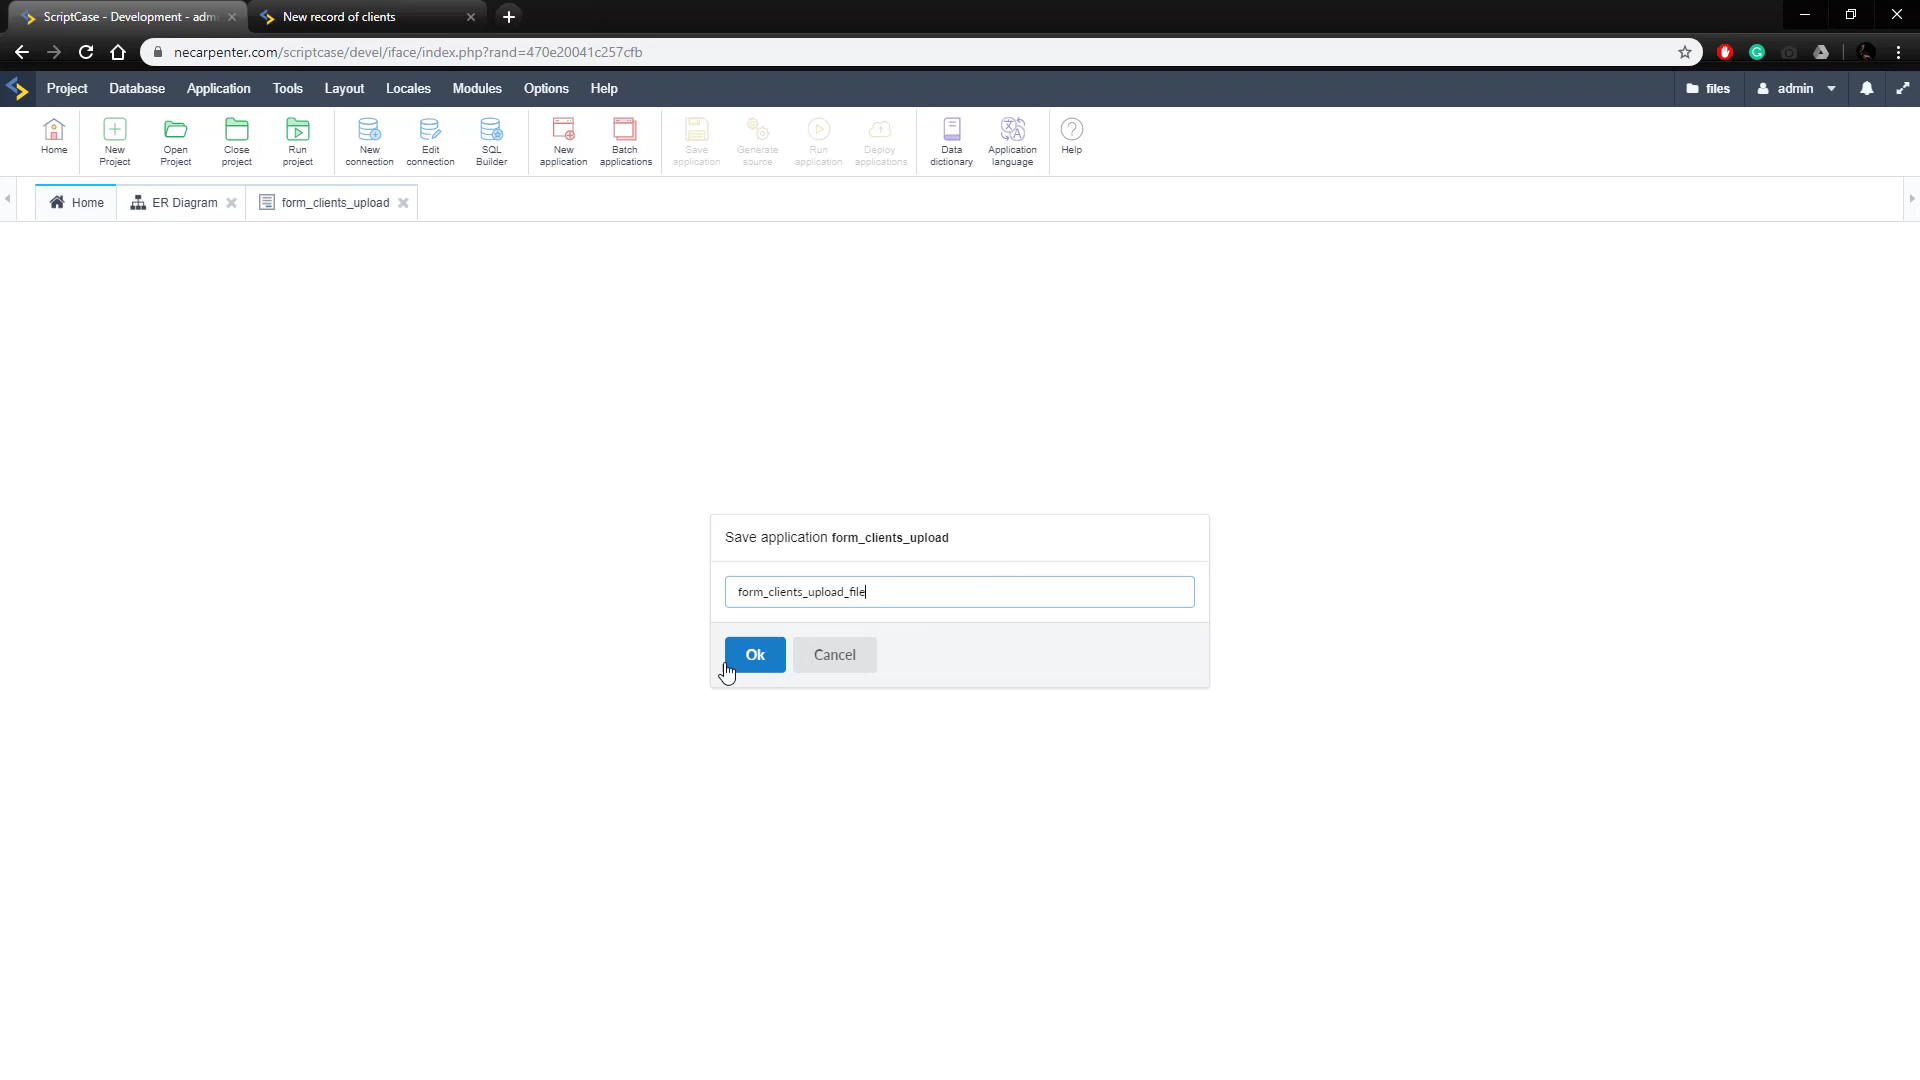 ScriptCase - Development - adm
New record of clients
necarpenter.com/scriptcase/devel/iface/index.php?rand=470e20041c257cfb
Project Database Application Tools Layout Locales Modules Options Help files admin
Home
New Project
Open Project
Close project
Run project
New connection
Edit connection
SQL Builder
New application
Batch applications
Save application
Generate source
Run application
Deploy applications
Data dictionary
Application language
Help
Home ER Diagram form_clients_upload
Save application form_clients_upload
form_clients_upload_file
Ok Cancel